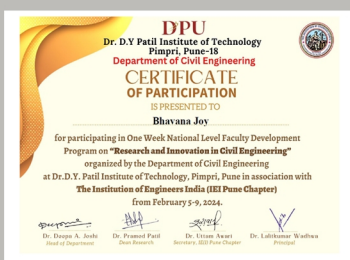 DPU
Dr. D.Y Patil Institute of Technology
Pimpri, Pune-18
Department of Civil Engineering
CERTIFICATE
OF PARTICIPATION
IS PRESENTED TO
Bhavana Joy
for participating in One Week National Level Faculty Development
Program on "Research and Innovation in Civil Engineering"
organized by the Department of Civil Engineering
at Dr.D.Y. Patil Institute of Technology, Pimpri, Pune in association with
The Institution of Engineers India (IEI Pune Chapter)
from February 5-9, 2024.
Dr. Deepa A. Joshi
Head of Department
Dr. Pramod Patil
Dean Research
Dr. Uttam Awari
Secretary, IEI Pune Chapter
Dr. Lalitkumar Wadhwa
Principal